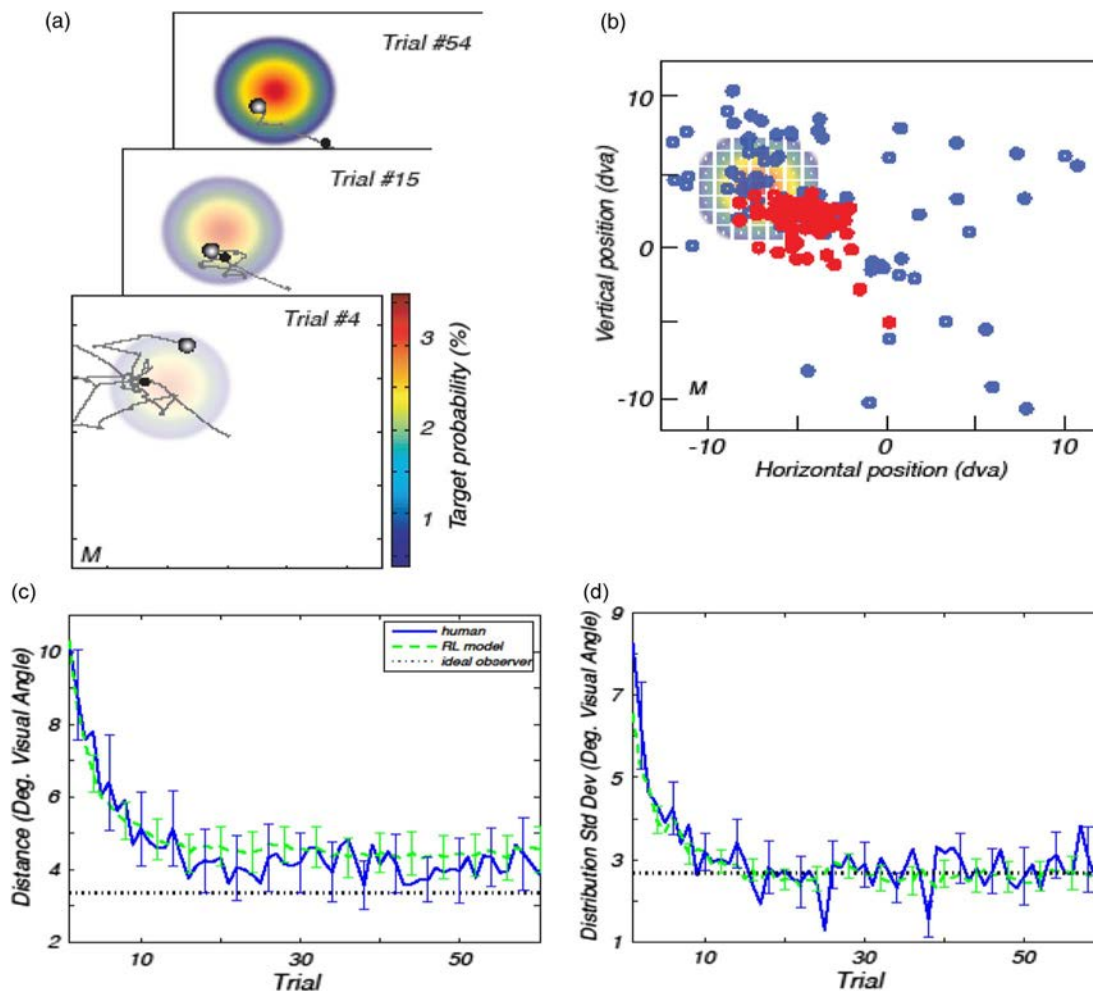 (a)
Trial #54
Trial #15
Trial #4
3
2
1
Target probability (%)
M
(b)
10
0
-10
Vertical position (dva)
M
-10
0
10
Horizontal position (dva)
(c)
10
8
6
4
2
Distance (Deg. Visual Angle)
human
RL model
ideal observer
10
30
50
Trial
(d)
9
7
5
3
1
Distribution Std Dev (Deg. Visual Angle)
10
30
50
Trial